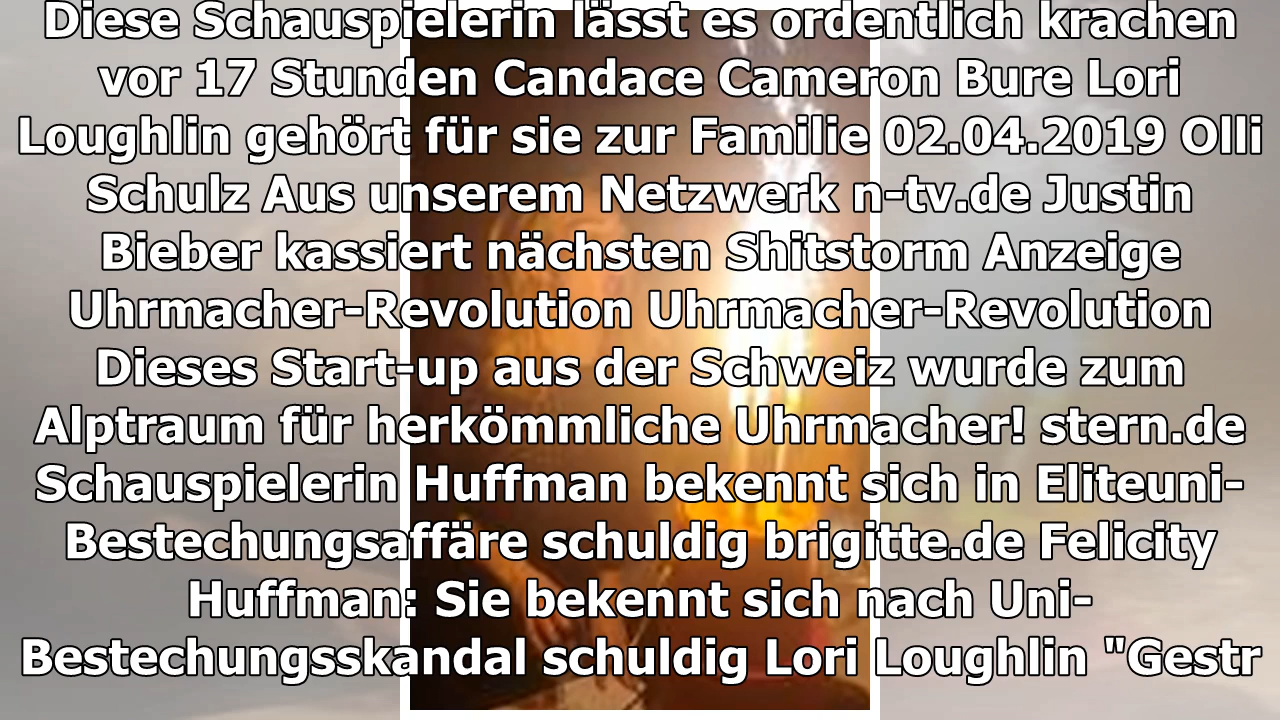 Diese Schauspielerin lässt es ordentlich krachen
vor 17 Stunden Candace Cameron Bure Lori
Loughlin gehört für sie zur Familie 02.04.2019 Olli
Schulz Aus unserem Netzwerk n-tv.de Justin
Bieber kassiert nächsten Shitstorm Anzeige
Uhrmacher-Revolution Uhrmacher-Revolution
Dieses Start-up aus der Schweiz wurde zum
Alptraum für herkömmliche Uhrmacher! stern.de
Schauspielerin Huffman bekennt sich in Eliteuni-
Bestechungsaffäre schuldig brigitte.de Felicity
Huffman: Sie bekennt sich nach Uni-
Bestechungsskandal schuldig Lori Loughlin "Gestr